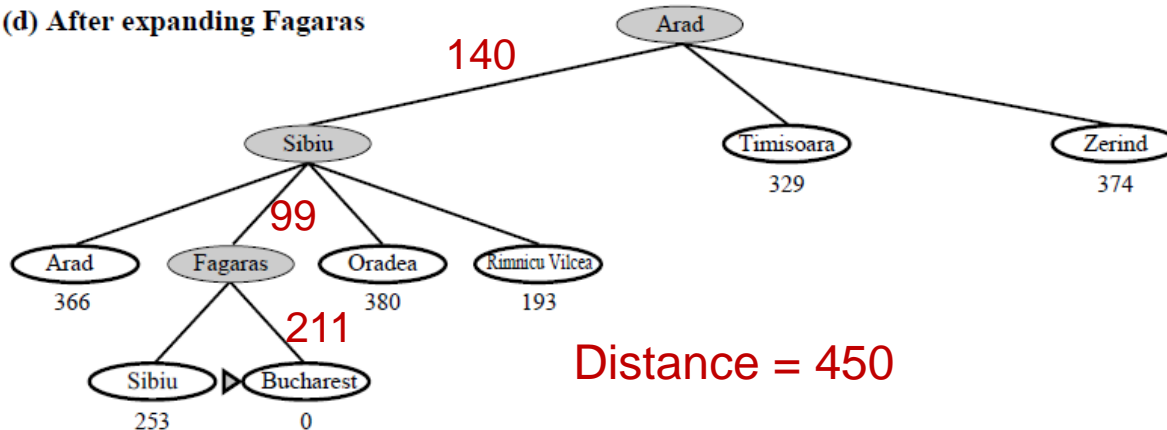 (d) After expanding Fagaras
Arad
140
Sibiu
Timisoara
Zerind
329
374
99
Arad
Fagaras
Oradea
Rimnicu Vilcea
366
380
193
211
Distance = 450
Sibiu
Bucharest
253
0